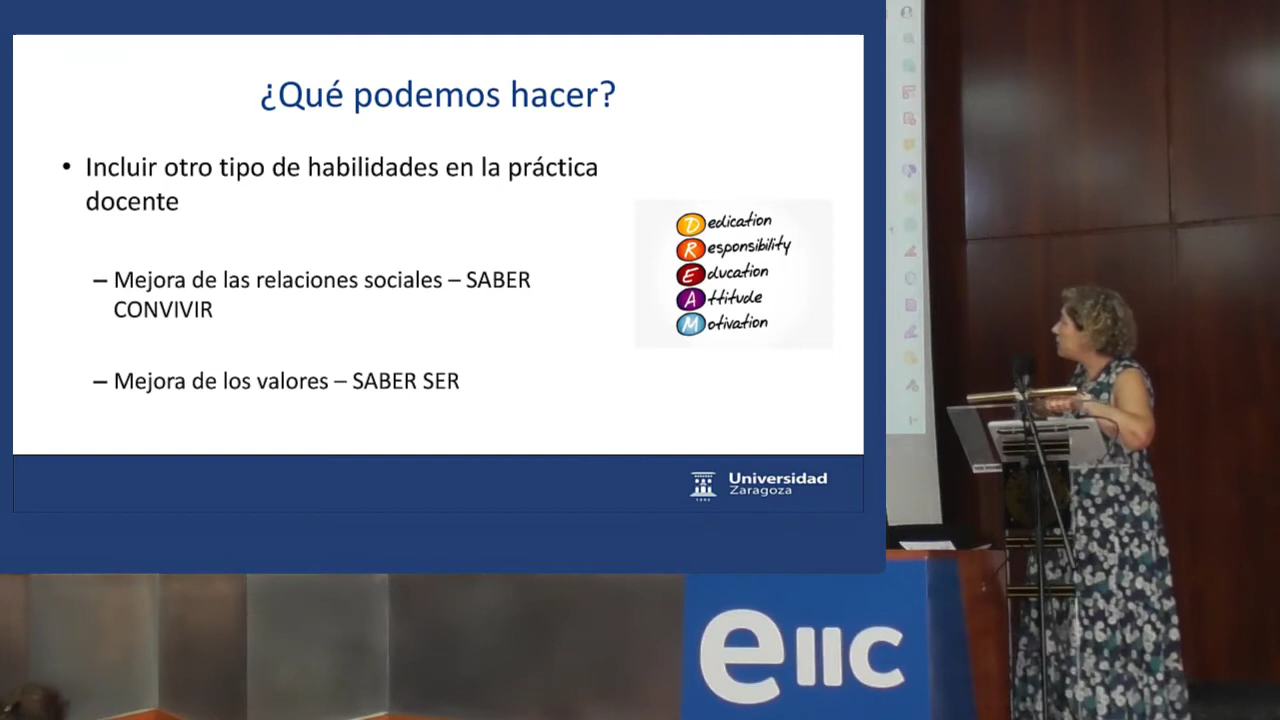 ¿Qué podemos hacer?
• Incluir otro tipo de habilidades en la práctica
docente
– Mejora de las relaciones sociales – SABER
CONVIVIR
– Mejora de los valores – SABER SER
Dedication
Responsibility
Education
Attitude
Motivation
Universidad
Zaragoza
eIIC